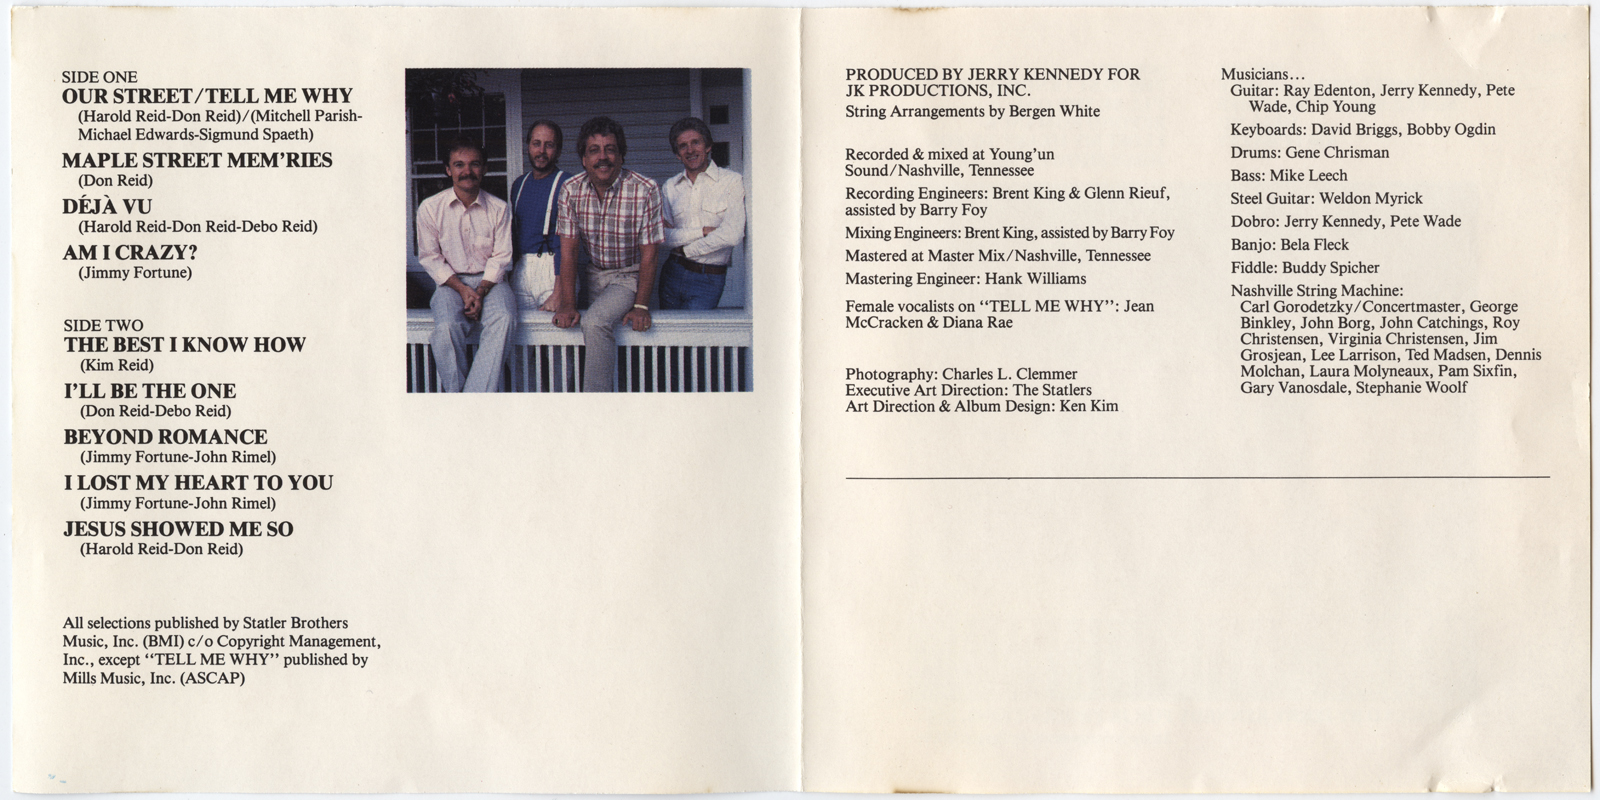 SIDE ONE
OUR STREET/TELL ME WHY
(Harold Reid-Don Reid)/(Mitchell Parish-
Michael Edwards-Sigmund Spaeth)
MAPLE STREET MEM'RIES
(Don Reid)
DÉJÀ VU
(Harold Reid-Don Reid-Debo Reid)
AM I CRAZY?
(Jimmy Fortune)
SIDE TWO
THE BEST I KNOW HOW
(Kim Reid)
I'LL BE THE ONE
(Don Reid-Debo Reid)
BEYOND ROMANCE
(Jimmy Fortune-John Rimel)
I LOST MY HEART TO YOU
(Jimmy Fortune-John Rimel)
JESUS SHOWED ME SO
(Harold Reid-Don Reid)
All selections published by Statler Brothers
Music, Inc. (BMI) c/o Copyright Management,
Inc., except “TELL ME WHY” published by
Mills Music, Inc. (ASCAP)
PRODUCED BY JERRY KENNEDY FOR
JK PRODUCTIONS, INC.
String Arrangements by Bergen White
Recorded & mixed at Young'un
Sound/Nashville, Tennessee
Recording Engineers: Brent King & Glenn Rieuf,
assisted by Barry Foy
Mixing Engineers: Brent King, assisted by Barry Foy
Mastered at Master Mix/Nashville, Tennessee
Mastering Engineer: Hank Williams
Female vocalists on “TELL ME WHY”: Jean
McCracken & Diana Rae
Photography: Charles L. Clemmer
Executive Art Direction: The Statlers
Art Direction & Album Design: Ken Kim
Musicians...
Guitar: Ray Edenton, Jerry Kennedy, Pete
Wade, Chip Young
Keyboards: David Briggs, Bobby Ogdin
Drums: Gene Chrisman
Bass: Mike Leech
Steel Guitar: Weldon Myrick
Dobro: Jerry Kennedy, Pete Wade
Banjo: Bela Fleck
Fiddle: Buddy Spicher
Nashville String Machine:
Carl Gorodetzky/Concertmaster, George
Binkley, John Borg, John Catchings, Roy
Christensen, Virginia Christensen, Jim
Grosjean, Lee Larrison, Ted Madsen, Dennis
Molchan, Laura Molyneaux, Pam Sixfin,
Gary Vanosdale, Stephanie Woolf